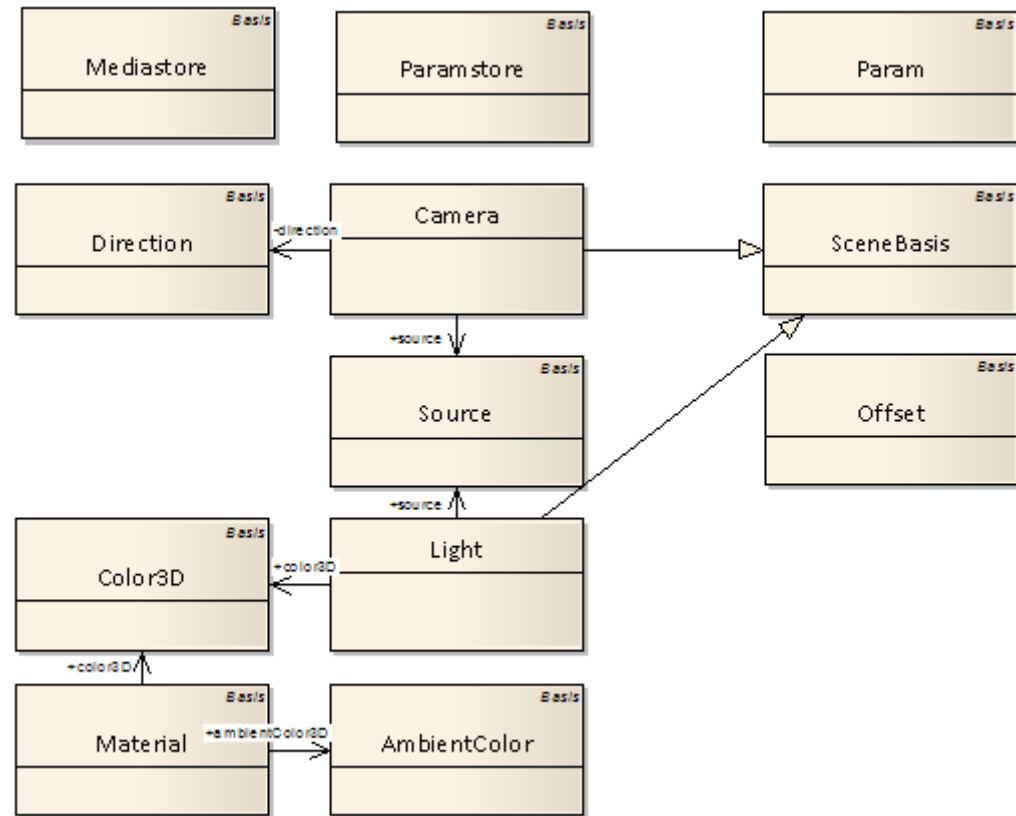 Basis
Mediastore
Basis
Paramstore
Basis
Param
Basis
Direction
-direction
Camera
Basis
SceneBasis
+source
Basis
Source
Basis
Offset
+source
Basis
Color3D
+color3D
Light
+color3D
Basis
Material
+ambientColor3D
Basis
AmbientColor